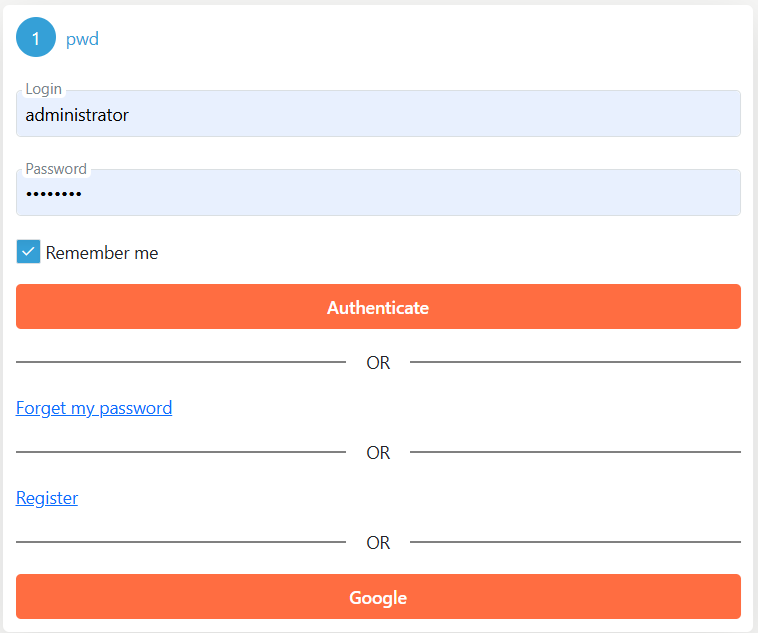 1 pwd
Login
administrator
Password
••••••••
Remember me
Authenticate
OR
Forget my password
OR
Register
OR
Google